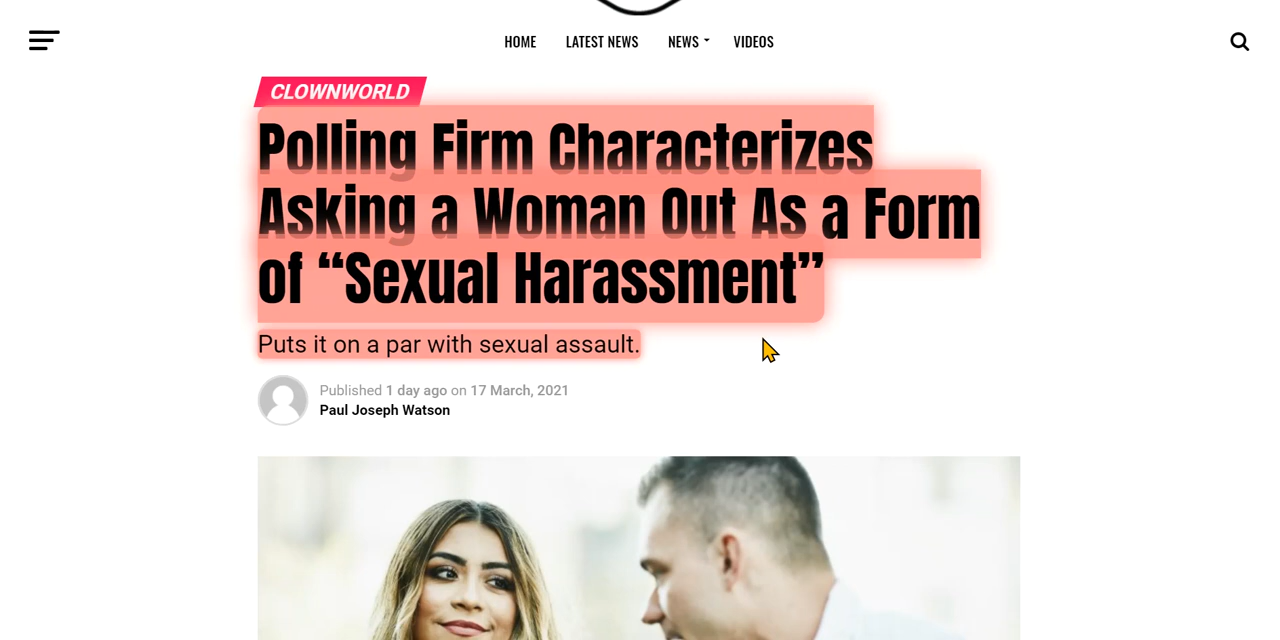 HOME LATEST NEWS NEWS VIDEOS
CLOWNWORLD
Polling Firm Characterizes
Asking a Woman Out As a Form
of “Sexual Harassment”
Puts it on a par with sexual assault.
Published 1 day ago on 17 March, 2021
Paul Joseph Watson